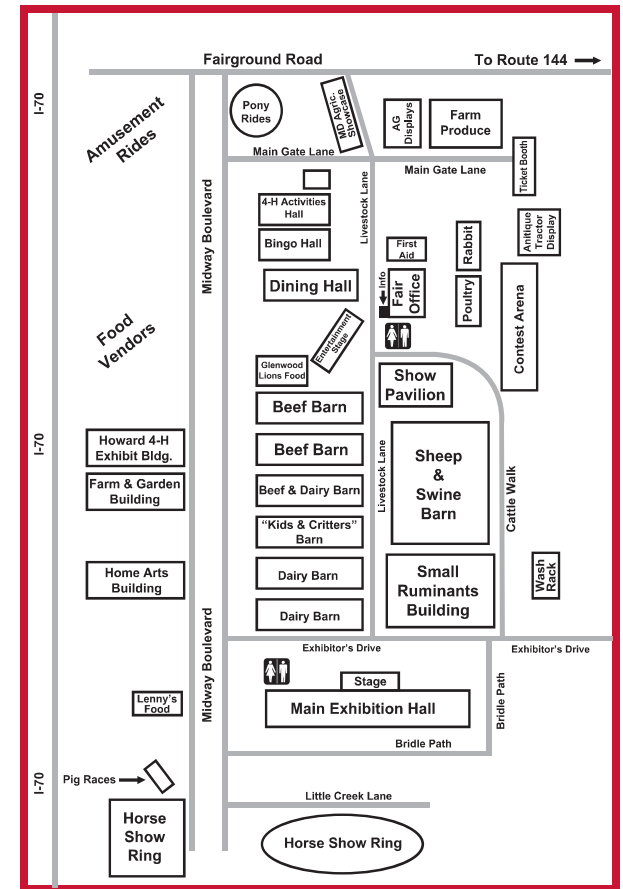 Fairground Road
To Route 144
I-70
Amusement
Rides
Pony
Rides
MD Agric.
Showcase
AG
Displays
Farm
Produce
Main Gate Lane
Main Gate Lane
Ticket Booth
Midway Boulevard
4-H Activities
Hall
Livestock Lane
Bingo Hall
First
Aid
Rabbit
Anitique
Tractor
Display
Dining Hall
Info
Fair
Office
Poultry
Contest Arena
Food
Vendors
Entertainment
Stage
Glenwood
Lions Food
Show
Pavilion
Beef Barn
I-70
Howard 4-H
Exhibit Bldg.
Beef Barn
Livestock Lane
Sheep
&
Swine
Barn
Cattle Walk
Farm & Garden
Building
Beef & Dairy Barn
“Kids & Critters”
Barn
Home Arts
Building
Dairy Barn
Small
Ruminants
Building
Wash
Rack
Dairy Barn
Midway Boulevard
Exhibitor's Drive
Exhibitor's Drive
Stage
Main Exhibition Hall
Bridle Path
Lenny's
Food
Bridle Path
Pig Races
I-70
Little Creek Lane
Horse
Show
Ring
Horse Show Ring